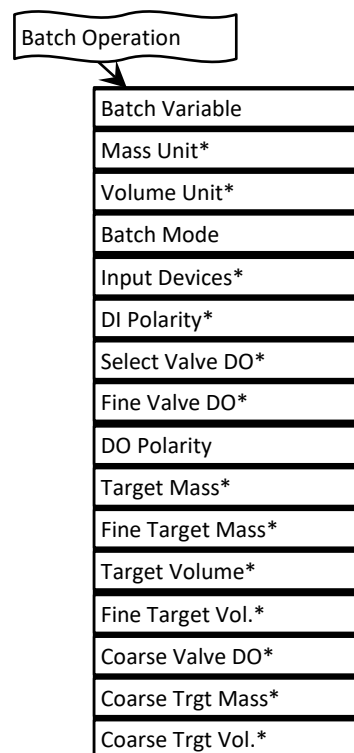 Batch Operation
Batch Variable
Mass Unit*
Volume Unit*
Batch Mode
Input Devices*
DI Polarity*
Select Valve DO*
Fine Valve DO*
DO Polarity
Target Mass*
Fine Target Mass*
Target Volume*
Fine Target Vol.*
Coarse Valve DO*
Coarse Trgt Mass*
Coarse Trgt Vol.*